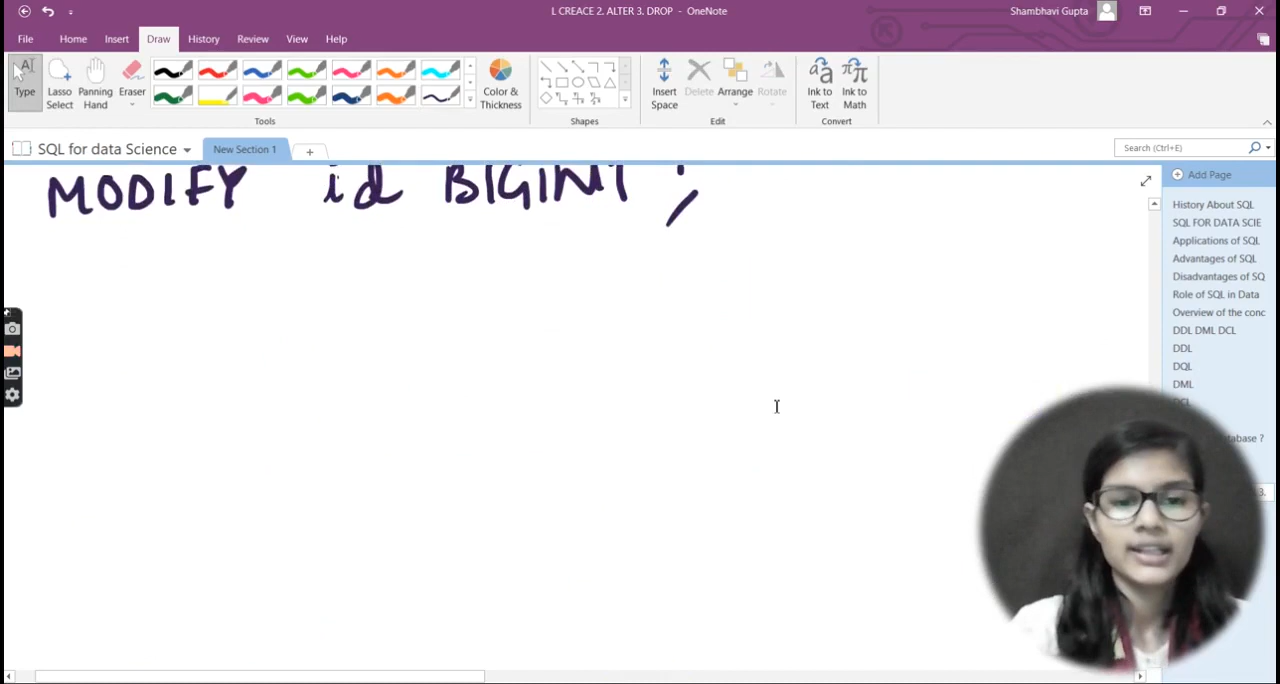 L CREACE 2. ALTER 3. DROP - OneNote
Shambhavi Gupta
File Home Insert Draw History Review View Help
Type
Lasso Select
Panning Hand
Eraser
Color & Thickness
Insert Space
Delete
Arrange
Rotate
Ink to Text
Ink to Math
Tools
Shapes
Edit
Convert
SQL for data Science
New Section 1
Search (Ctrl+E)
MODIFY id BIGINT ;
Add Page
History About SQL
SQL FOR DATA SCIE
Applications of SQL
Advantages of SQL
Disadvantages of SQ
Role of SQL in Data
Overview of the conc
DDL DML DCL
DDL
DQL
DML
DCL
tabase ?
3.